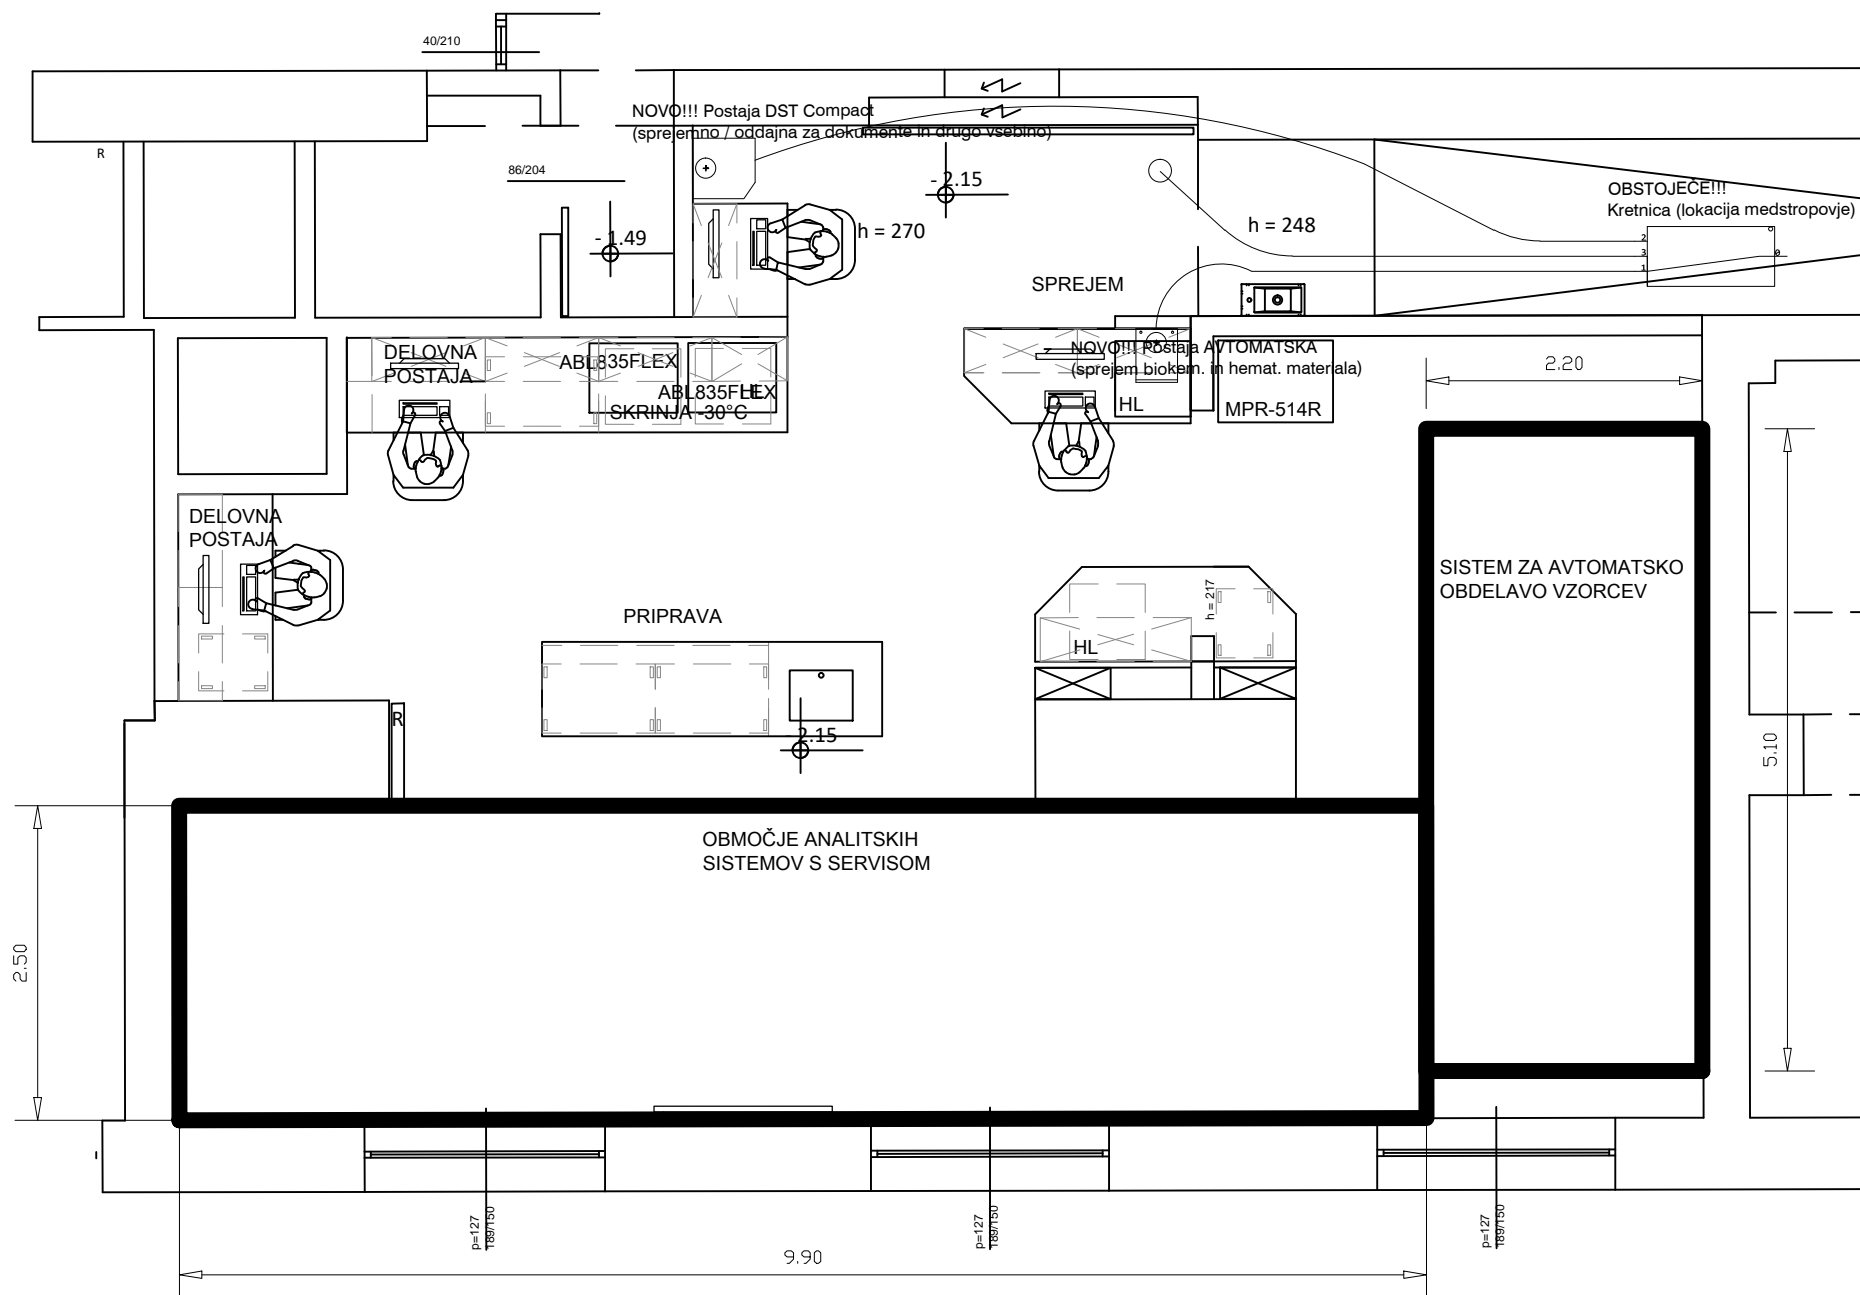 40/210
NOVO!!! Postaja DST Compact
(sprejemno / oddajna za dokumente in drugo vsebino)
R
86/204
- 2.15
OBSTOJEČE!!!
Kretnica (lokacija medstropovje)
- 1.49
h = 270
h = 248
2
3
1
0
SPREJEM
DELOVNA
POSTAJA
ABL835FLEX
ABL835FLEX
HL
SKRINJA -30°C
NOVO!!! Postaja AVTOMATSKA
(sprejem biokem. in hemat. materiala)
HL
MPR-514R
2.20
DELOVNA
POSTAJA
SISTEM ZA AVTOMATSKO
OBDELAVO VZORCEV
h = 217
PRIPRAVA
HL
R
- 2.15
5.10
OBMOČJE ANALITSKIH
SISTEMOV S SERVISOM
2.50
p=127
189/150
p=127
189/150
p=127
189/150
9.90